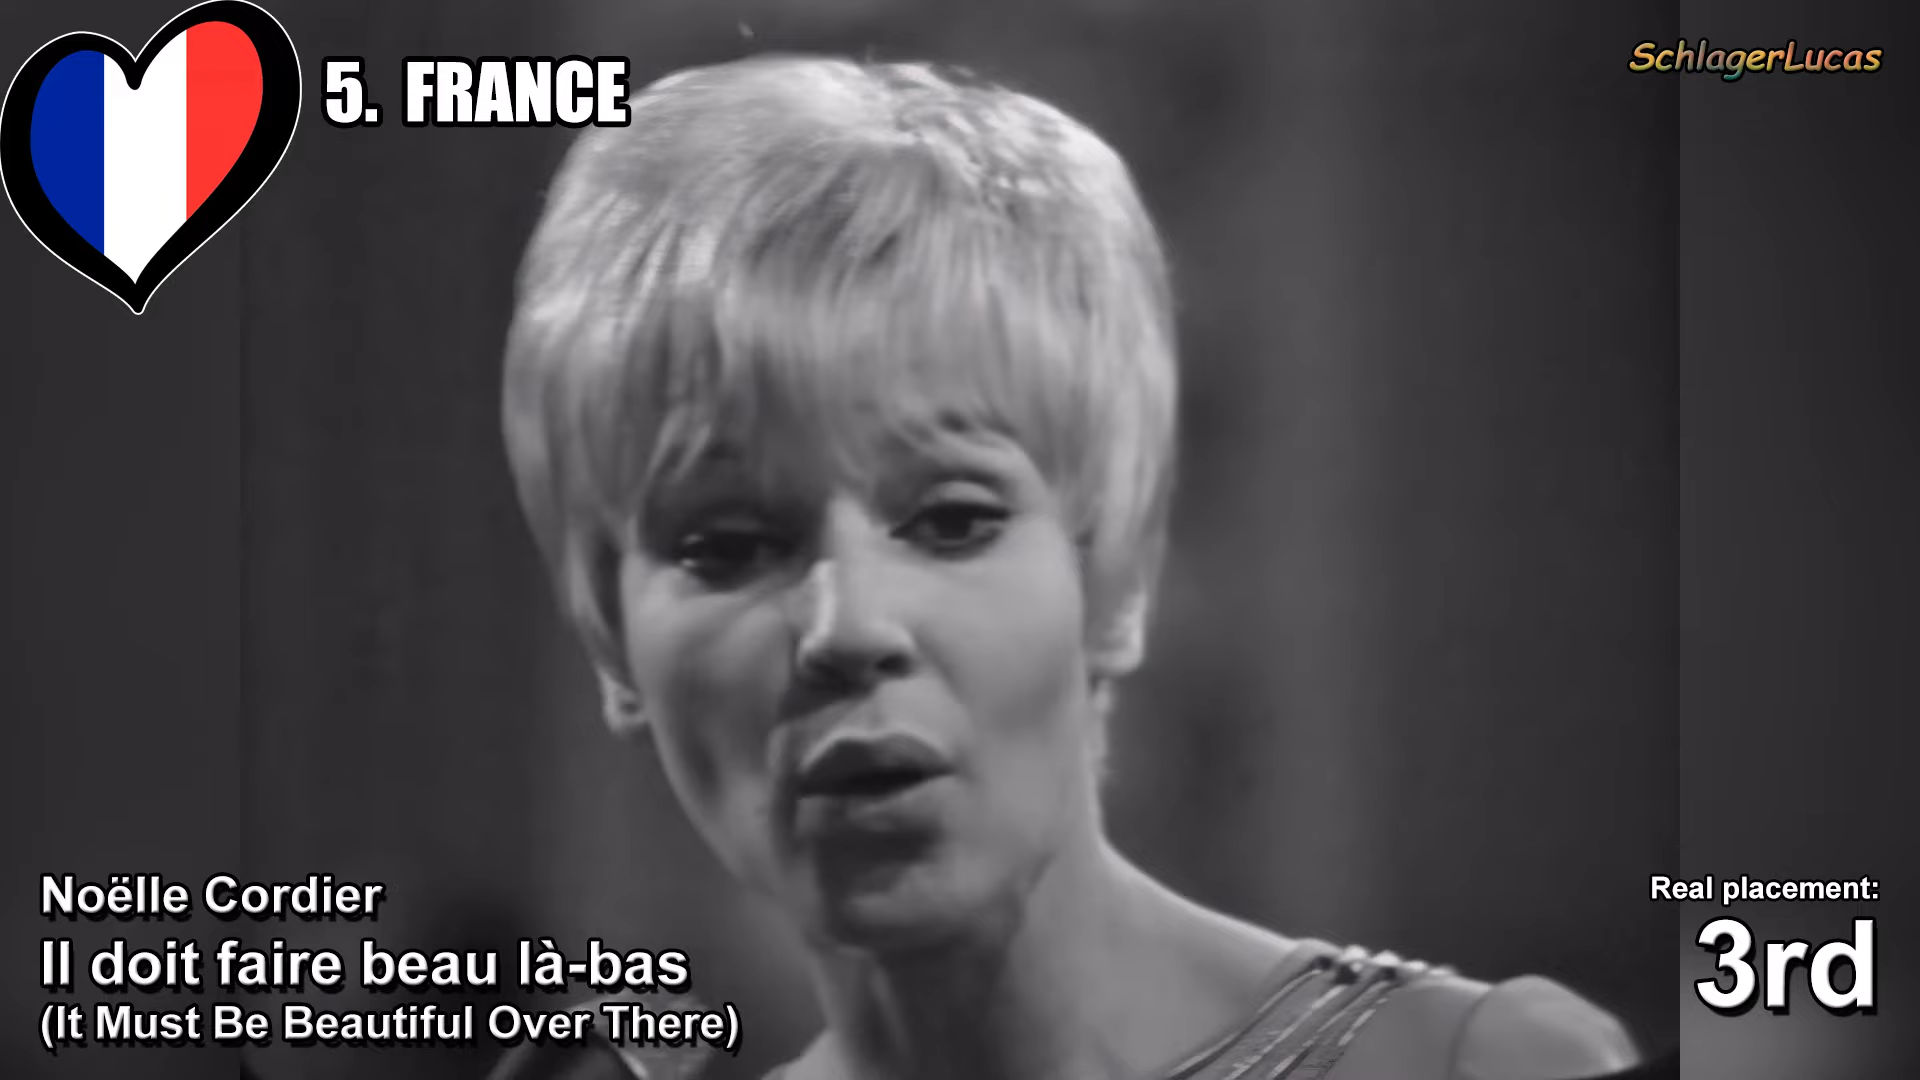 5. FRANCE
SchlagerLucas
Noëlle Cordier
Il doit faire beau là-bas
(It Must Be Beautiful Over There)
Real placement:
3rd